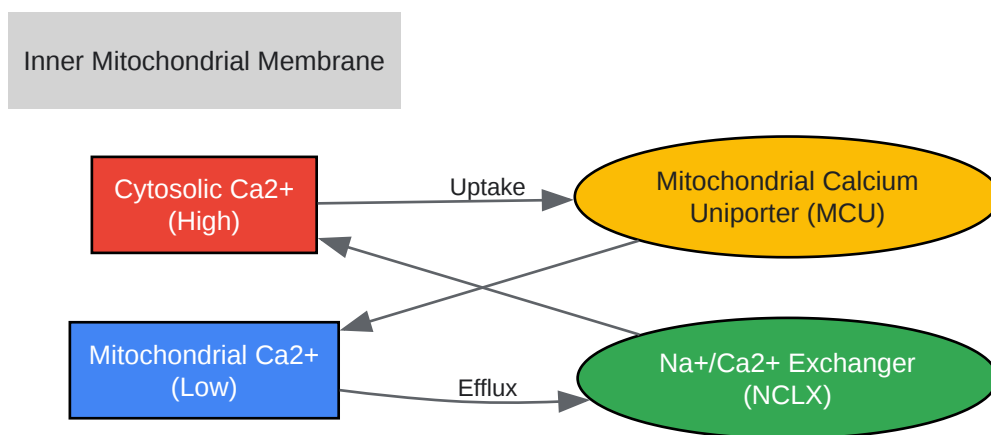 Inner Mitochondrial Membrane
Cytosolic Ca2+
(High)
Uptake
Mitochondrial Calcium
Uniporter (MCU)
Mitochondrial Ca2+
(Low)
Efflux
Na+/Ca2+ Exchanger
(NCLX)